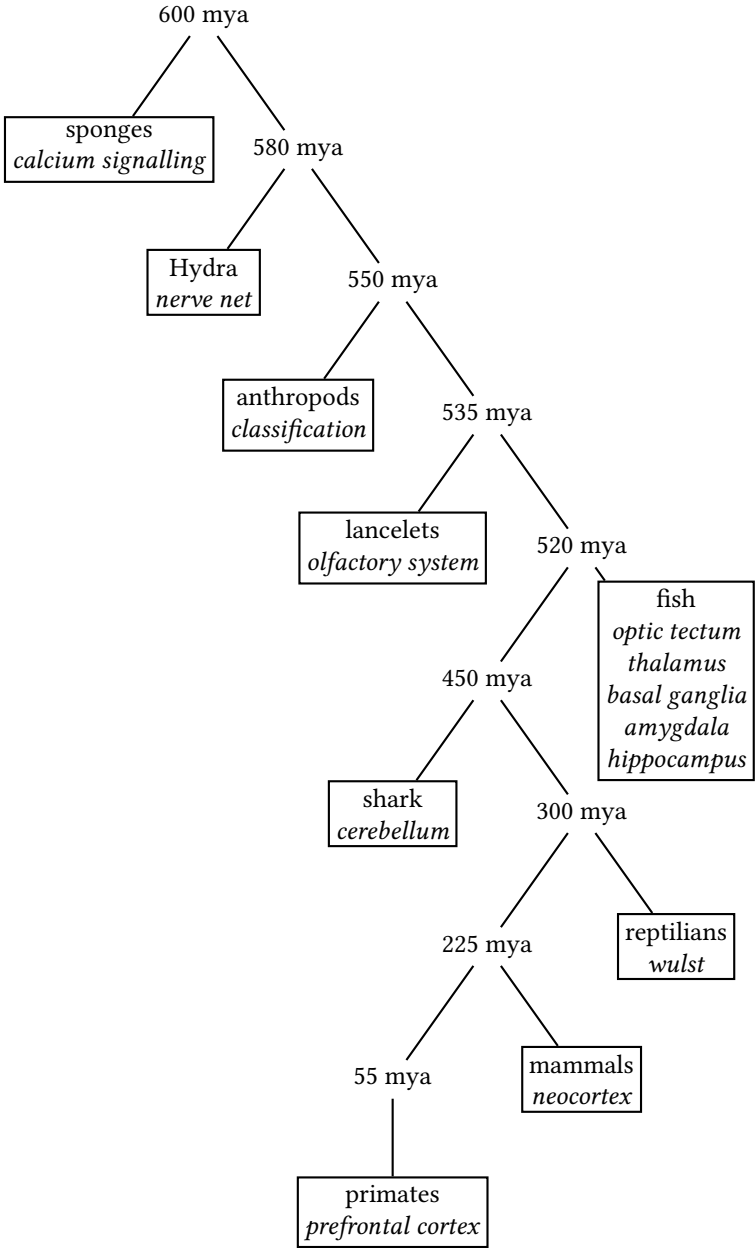 600 mya
sponges
calcium signalling
580 mya
Hydra
nerve net
550 mya
anthropods
classification
535 mya
lancelets
olfactory system
520 mya
fish
optic tectum
thalamus
basal ganglia
amygdala
hippocampus
450 mya
shark
cerebellum
300 mya
reptilians
wulst
225 mya
mammals
neocortex
55 mya
primates
prefrontal cortex